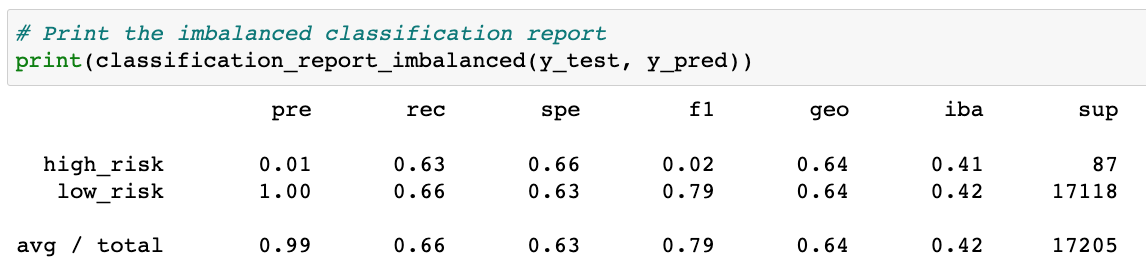 # Print the imbalanced classification report
print(classification_report_imbalanced(y_test, y_pred))
pre rec spe f1 geo iba sup
high_risk 0.01 0.63 0.66 0.02 0.64 0.41 87
low_risk 1.00 0.66 0.63 0.79 0.64 0.42 17118
avg / total 0.99 0.66 0.63 0.79 0.64 0.42 17205